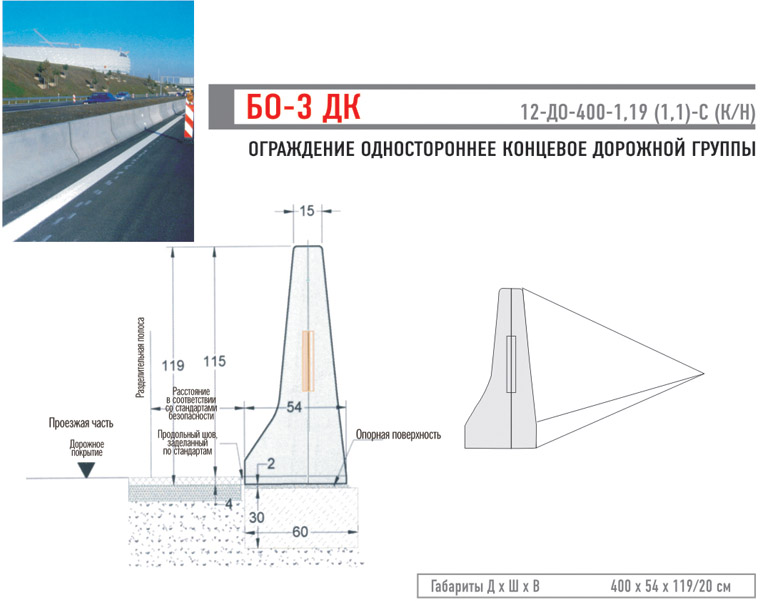 БО-3 ДК
12-ДО-400-1,19 (1,1)-С (К/Н)
ОГРАЖДЕНИЕ ОДНОСТОРОННЕЕ КОНЦЕВОЕ ДОРОЖНОЙ ГРУППЫ
15
Разделительная полоса
119
115
Расстояние
в соответствии
со стандартами
безопасности
54
Проезжая часть
Дорожное
покрытие
Продольный шов,
заделанный
по стандартам
Опорная поверхность
2
4
30
60
Габариты Д х Ш х В 400 х 54 х 119/20 см